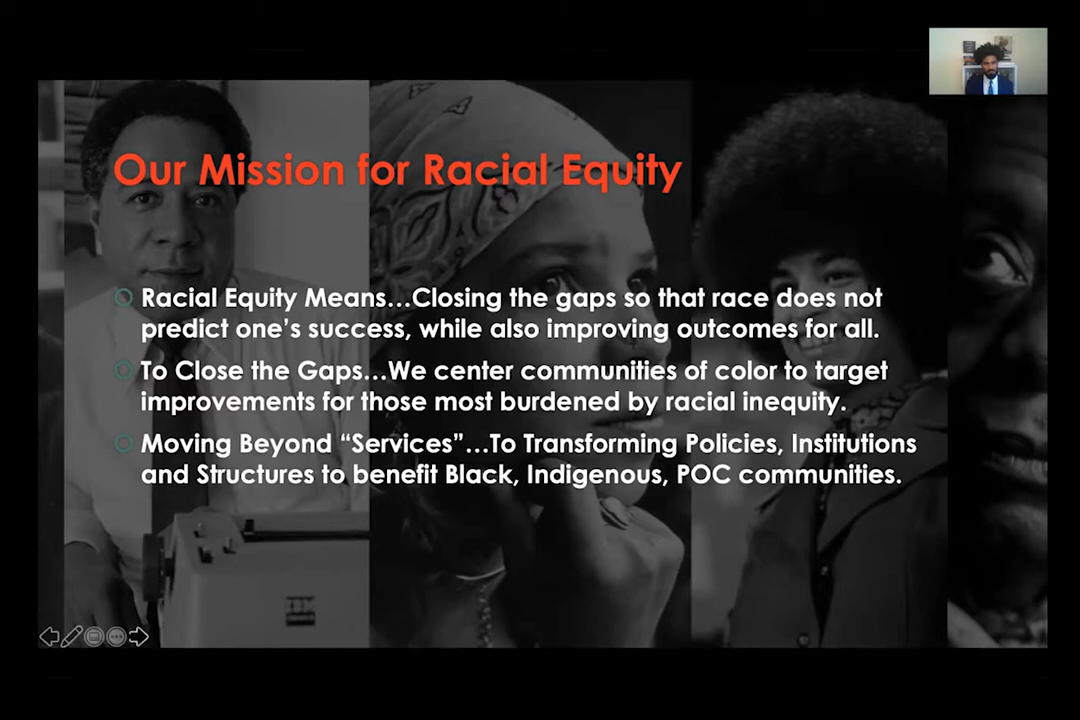 Our Mission for Racial Equity
Racial Equity Means…Closing the gaps so that race does not
predict one’s success, while also improving outcomes for all.
To Close the Gaps…We center communities of color to target
improvements for those most burdened by racial inequity.
Moving Beyond “Services”…To Transforming Policies, Institutions
and Structures to benefit Black, Indigenous, POC communities.
IBM